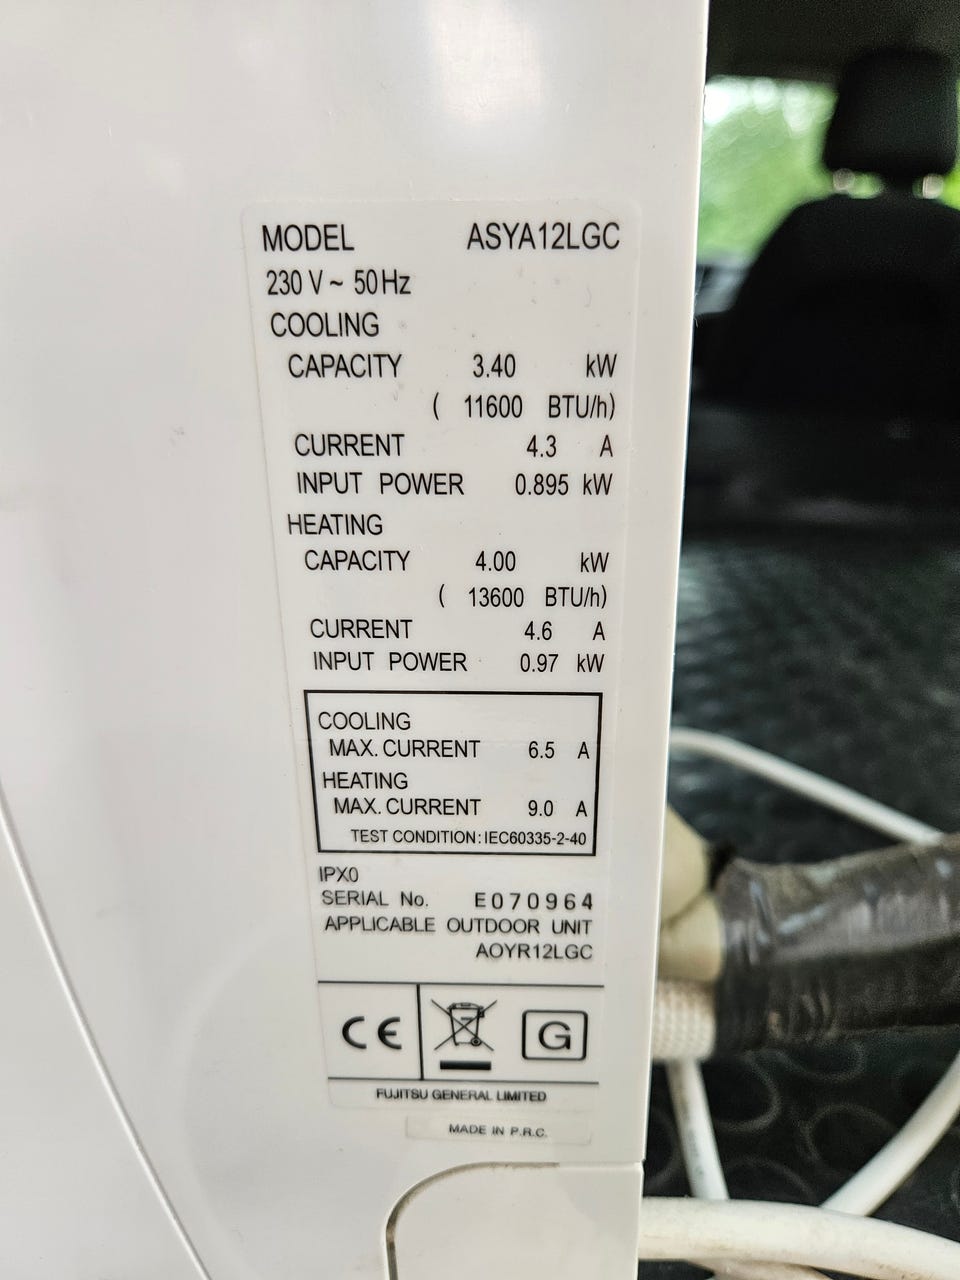 MODEL ASYA12LGC
230 V ~ 50Hz
COOLING
CAPACITY 3.40 kW
( 11600 BTU/h)
CURRENT 4.3 A
INPUT POWER 0.895 kW
HEATING
CAPACITY 4.00 kW
( 13600 BTU/h)
CURRENT 4.6 A
INPUT POWER 0.97 kW
COOLING
MAX. CURRENT 6.5 A
HEATING
MAX. CURRENT 9.0 A
TEST CONDITION: IEC60335-2-40
IPX0
SERIAL No. E070964
APPLICABLE OUTDOOR UNIT
AOYR12LGC
CE G
FUJITSU GENERAL LIMITED
MADE IN P.R.C.